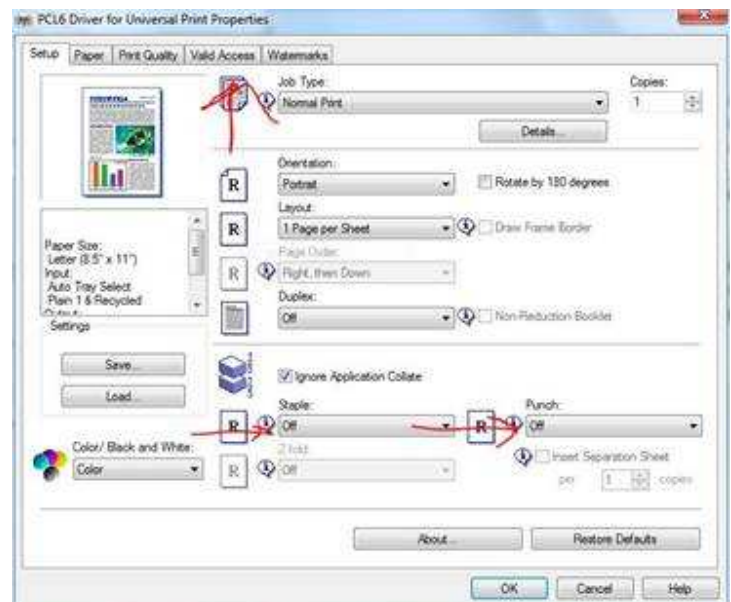 PCL6 Driver for Universal Print Properties
Setup Paper Print Quality Valid Access Watermarks
Job Type:
Copies:
Normal Print
1
Details...
Orientation:
Portrait
Rotate by 180 degrees
Layout:
1 Page per Sheet
Draw Frame Border
Page Order:
Right, then Down
Duplex:
Off
Non-Reduction Booklet
Paper Size:
Letter (8.5" x 11")
Input:
Auto Tray Select
Plain 1 & Recycled
Settings
Save...
Load...
Ignore Application Collate
Staple:
Off
Punch:
Off
2-fold:
Off
Insert Separation Sheet
per 1 copies
Color/ Black and White:
Color
About...
Restore Defaults
OK Cancel Help